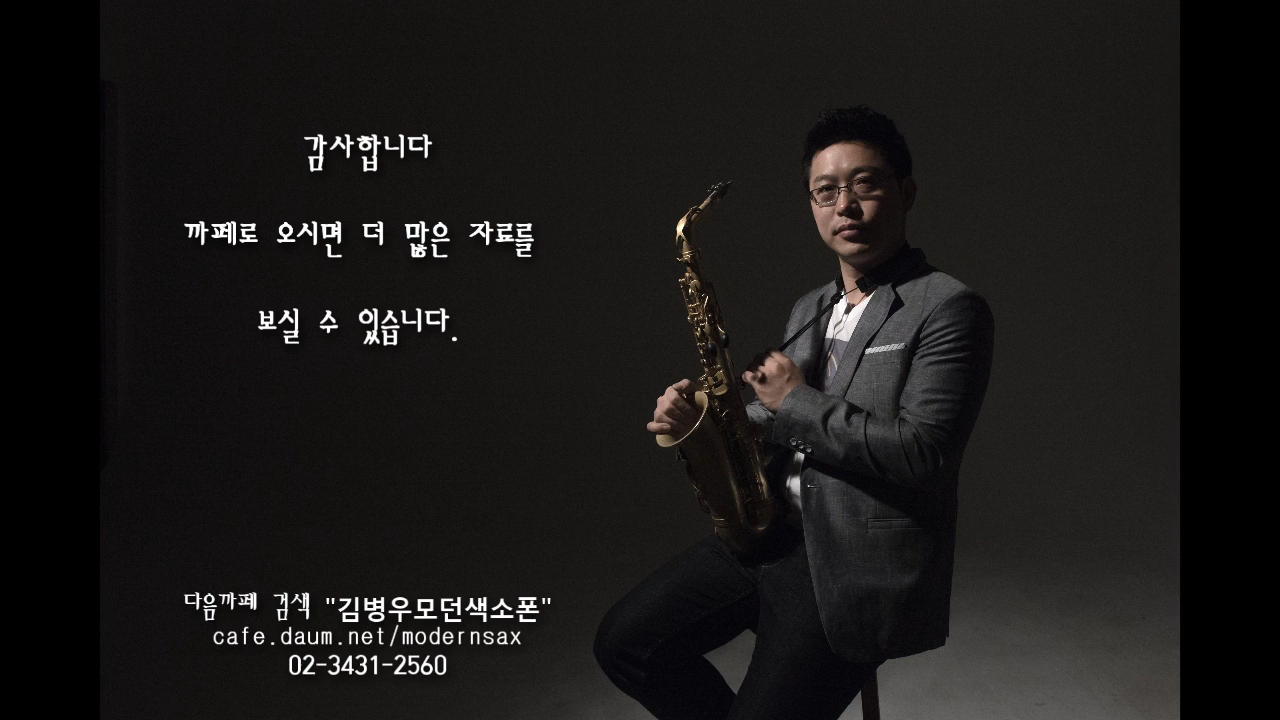 감사합니다
까페로 오시면 더 많은 자료를
보실 수 있습니다.
다음까페 검색 "김병우모던색소폰"
cafe.daum.net/modernsax
02-3431-2560